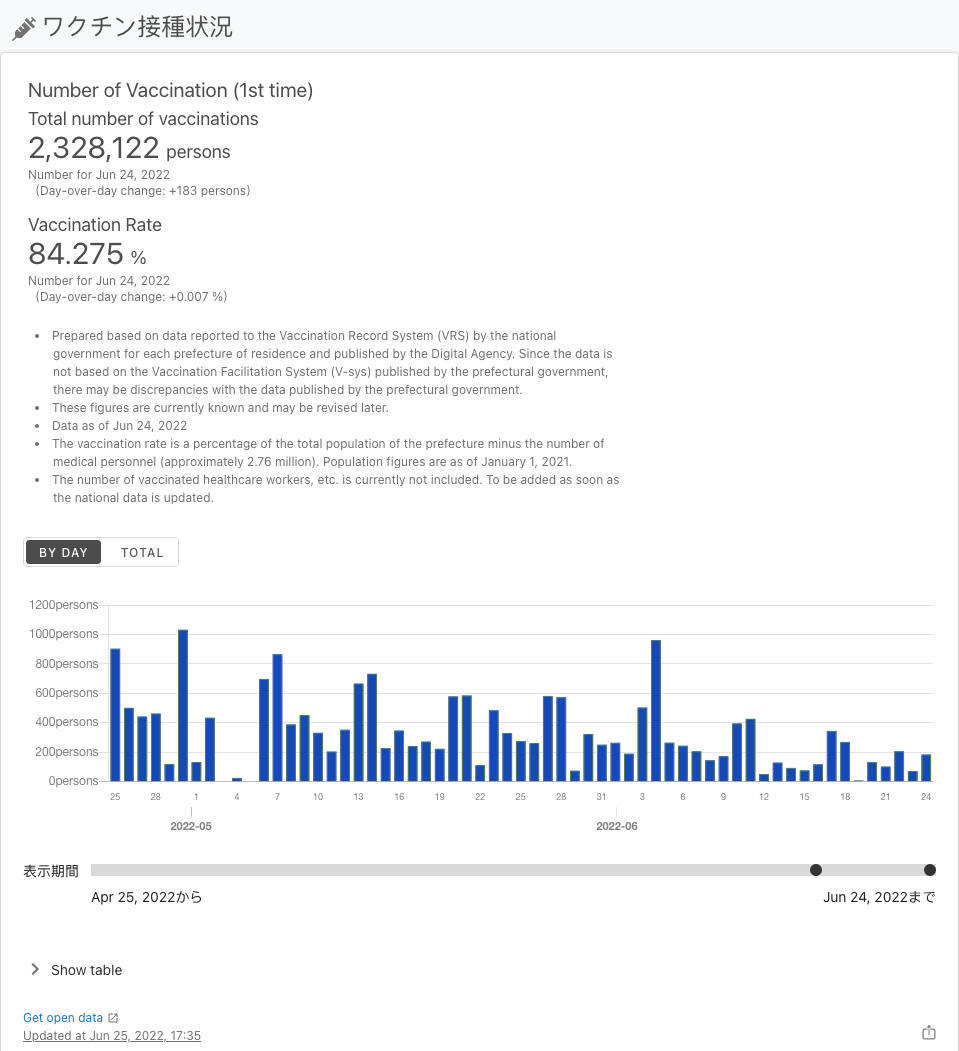 ワクチン接種状況
Number of Vaccination (1st time)
Total number of vaccinations
2,328,122 persons
Number for Jun 24, 2022
(Day-over-day change: +183 persons)
Vaccination Rate
84.275 %
Number for Jun 24, 2022
(Day-over-day change: +0.007 %)
• Prepared based on data reported to the Vaccination Record System (VRS) by the national
government for each prefecture of residence and published by the Digital Agency. Since the data is
not based on the Vaccination Facilitation System (V-sys) published by the prefectural government,
there may be discrepancies with the data published by the prefectural government.
• These figures are currently known and may be revised later.
• Data as of Jun 24, 2022
• The vaccination rate is a percentage of the total population of the prefecture minus the number of
medical personnel (approximately 2.76 million). Population figures are as of January 1, 2021.
• The number of vaccinated healthcare workers, etc. is currently not included. To be added as soon as
the national data is updated.
BY DAY TOTAL
1200persons
1000persons
800persons
600persons
400persons
200persons
0persons
25 28 1 4 7 10 13 16 19 22 25 28 31 3 6 9 12 15 18 21 24
2022-05 2022-06
表示期間
Apr 25, 2022から Jun 24, 2022まで
Show table
Get open data
Updated at Jun 25, 2022, 17:35